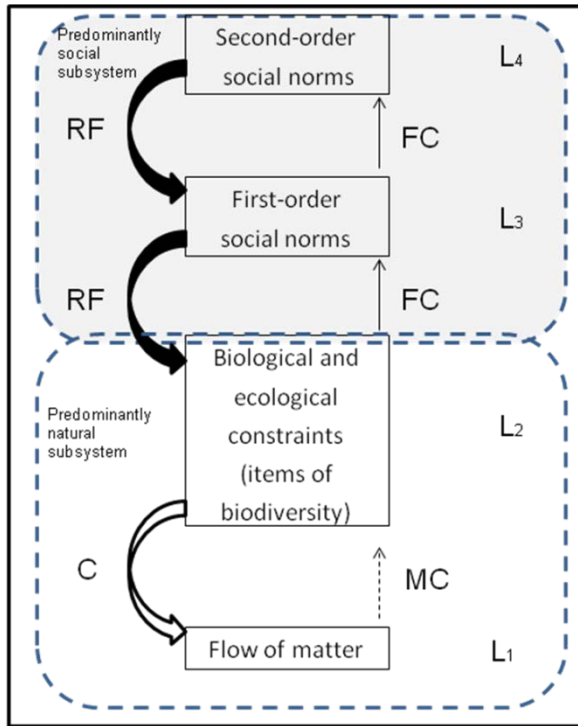 Predominantly
social
subsystem
Second-order
social norms
L4
RF
FC
First-order
social norms
L3
RF
FC
Biological and
ecological
constraints
(items of
biodiversity)
Predominantly
natural
subsystem
L2
C
MC
Flow of matter
L1